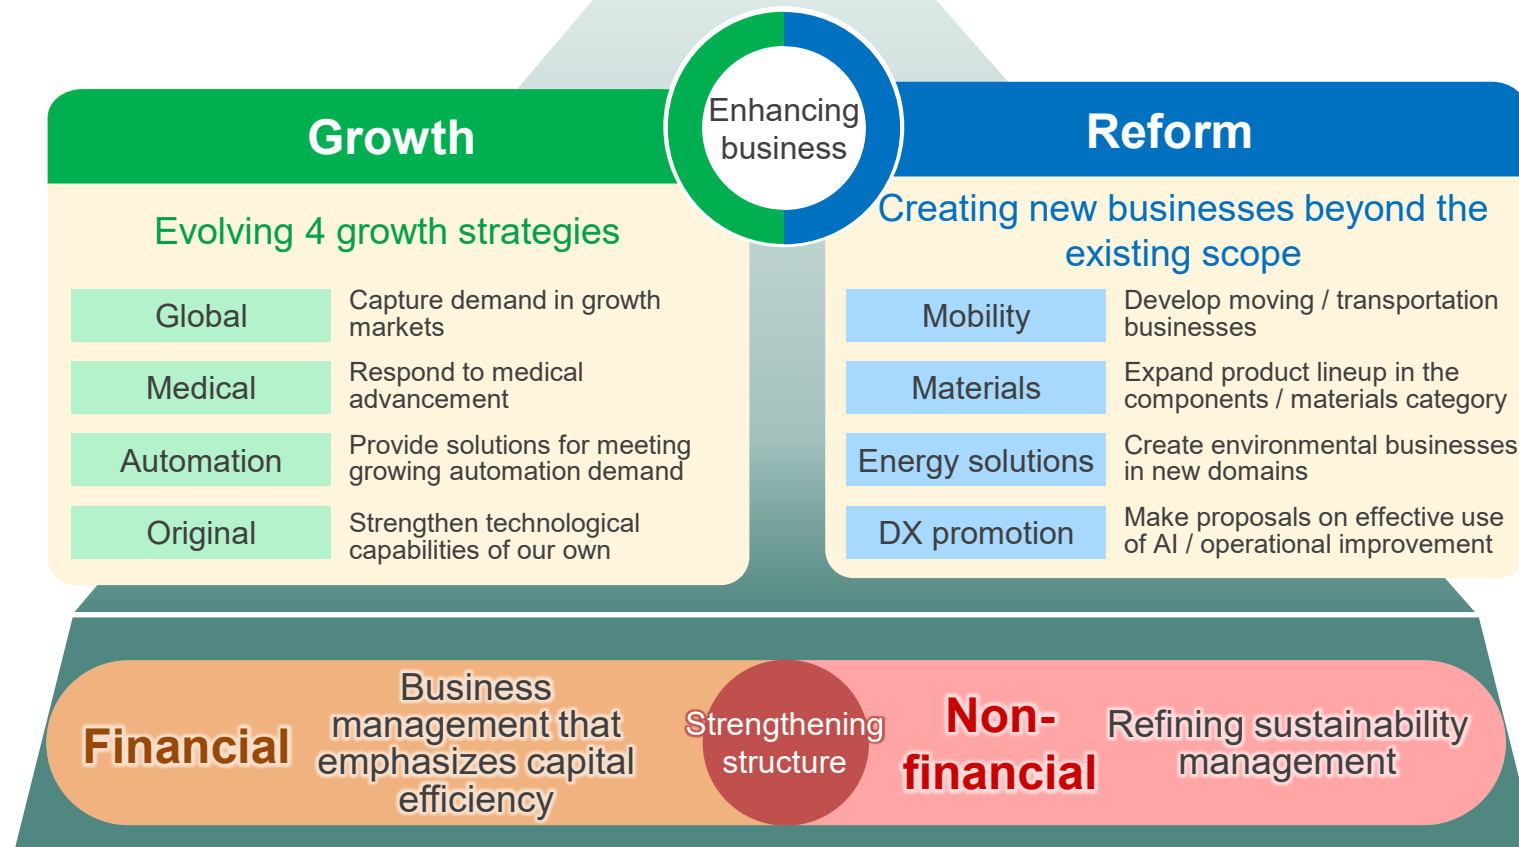 Enhancing
business
Growth
Evolving 4 growth strategies
Global
Capture demand in growth
markets
Medical
Respond to medical
advancement
Automation
Provide solutions for meeting
growing automation demand
Original
Strengthen technological
capabilities of our own
Reform
Creating new businesses beyond the
existing scope
Mobility
Develop moving / transportation
businesses
Materials
Expand product lineup in the
components / materials category
Energy solutions
Create environmental businesses
in new domains
DX promotion
Make proposals on effective use
of AI / operational improvement
Financial
Business
management that
emphasizes capital
efficiency
Strengthening
structure
Non-
financial
Refining sustainability
management